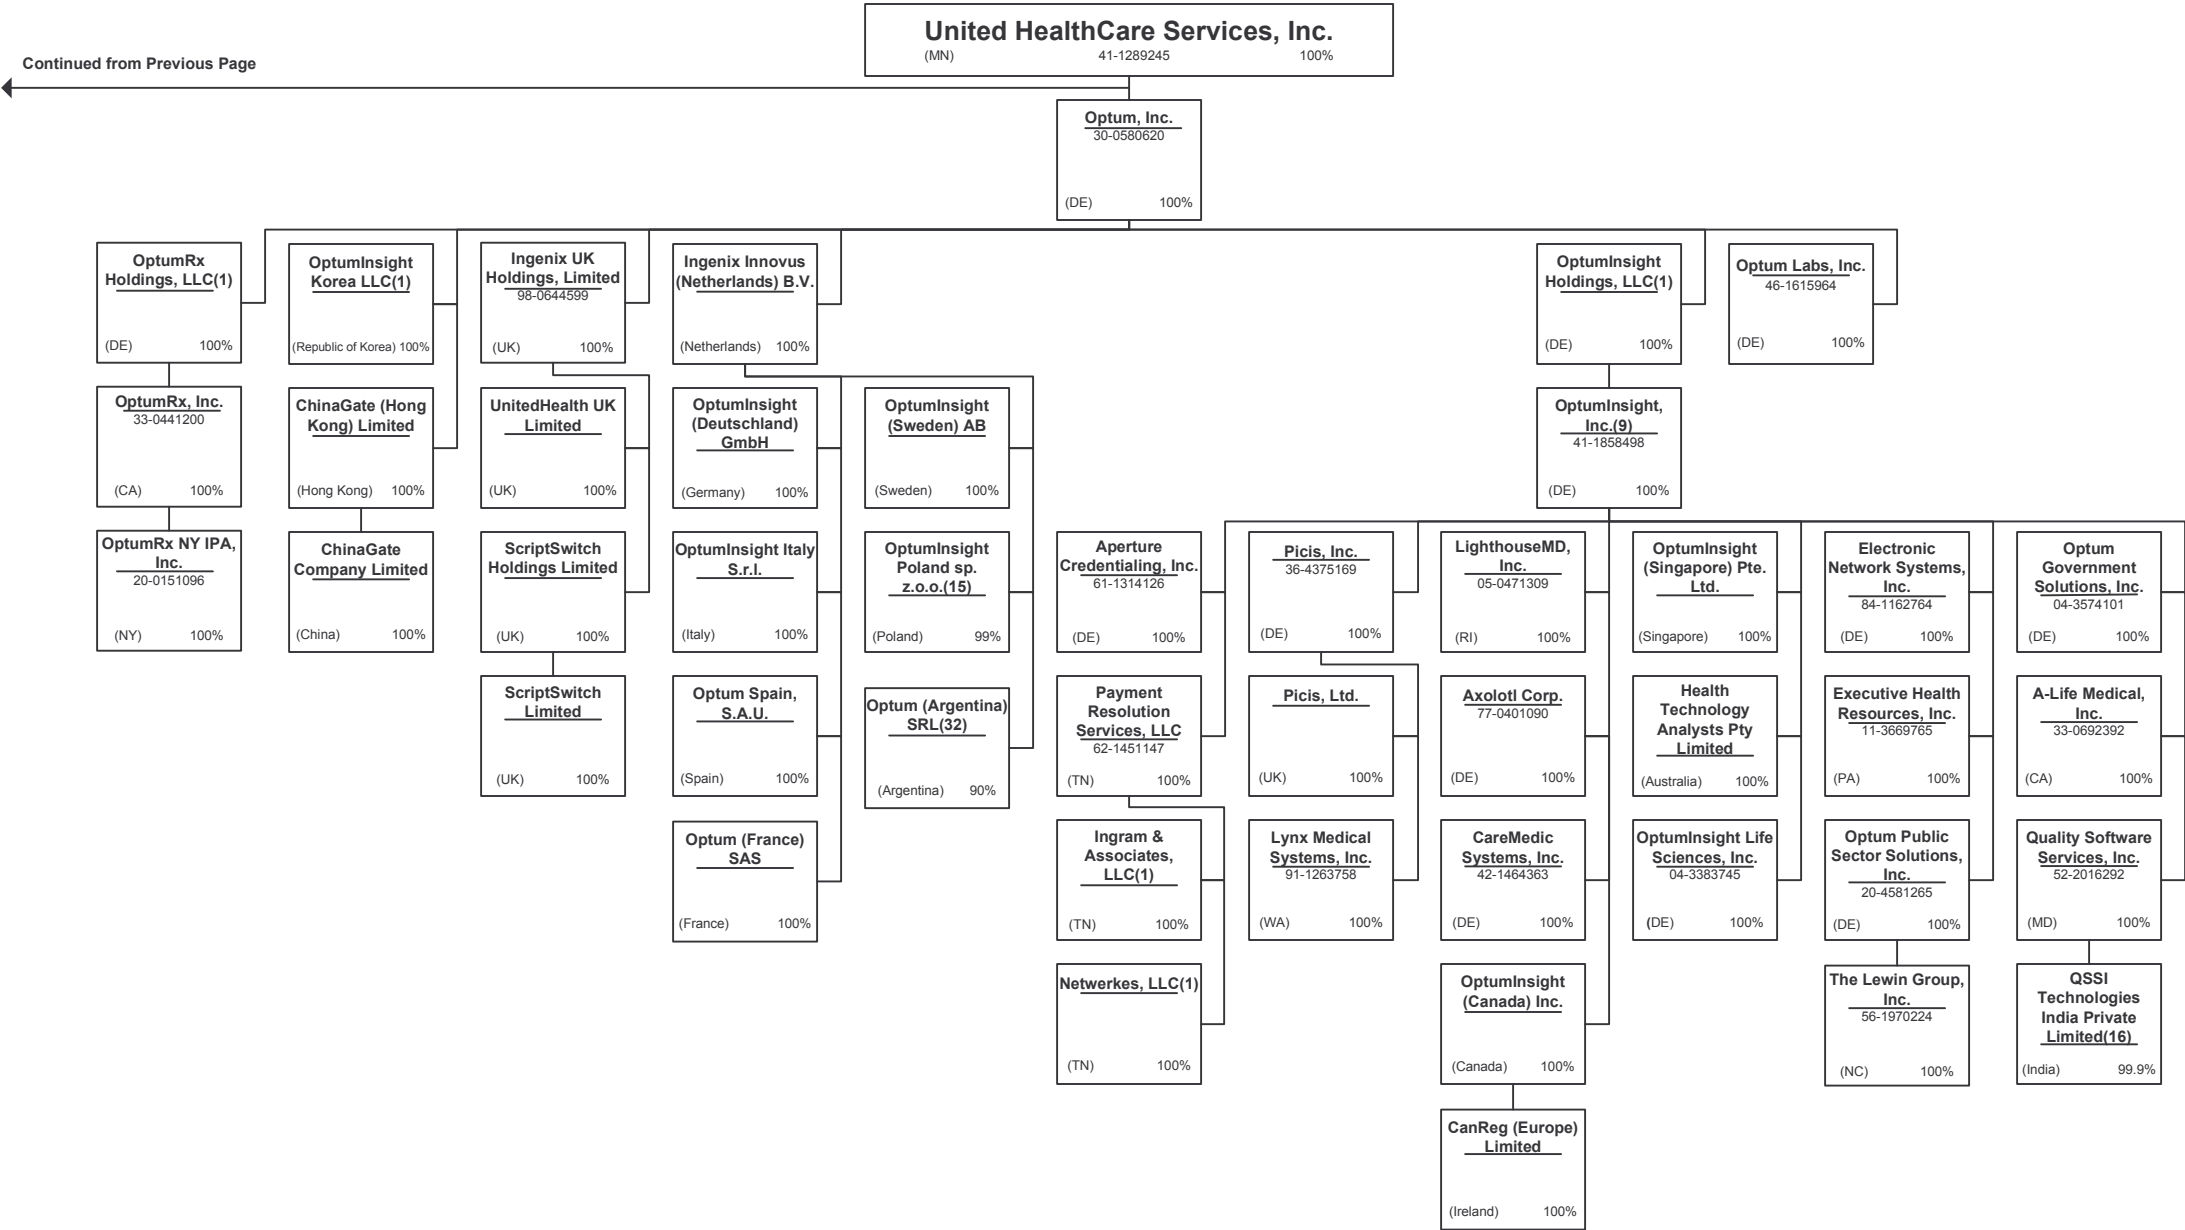 United HealthCare Services, Inc.
(MN) 41-1289245 100%
Continued from Previous Page
Optum, Inc.
30-0580620
(DE) 100%
OptumRx
Holdings, LLC(1)
(DE) 100%
OptumInsight
Korea LLC(1)
(Republic of Korea) 100%
Ingenix UK
Holdings, Limited
98-0644599
(UK) 100%
Ingenix Innovus
(Netherlands) B.V.
(Netherlands) 100%
OptumInsight
Holdings, LLC(1)
(DE) 100%
Optum Labs, Inc.
46-1615964
(DE) 100%
OptumRx, Inc.
33-0441200
(CA) 100%
ChinaGate (Hong
Kong) Limited
(Hong Kong) 100%
UnitedHealth UK
Limited
(UK) 100%
OptumInsight
(Deutschland)
GmbH
(Germany) 100%
OptumInsight
(Sweden) AB
(Sweden) 100%
OptumInsight,
Inc.(9)
41-1858498
(DE) 100%
OptumRx NY IPA,
Inc.
20-0151096
(NY) 100%
ChinaGate
Company Limited
(China) 100%
ScriptSwitch
Holdings Limited
(UK) 100%
OptumInsight Italy
S.r.l.
(Italy) 100%
OptumInsight
Poland sp.
z.o.o.(15)
(Poland) 99%
Aperture
Credentialing, Inc.
61-1314126
(DE) 100%
Picis, Inc.
36-4375169
(DE) 100%
LighthouseMD,
Inc.
05-0471309
(RI) 100%
OptumInsight
(Singapore) Pte.
Ltd.
(Singapore) 100%
Electronic
Network Systems,
Inc.
84-1162764
(DE) 100%
Optum
Government
Solutions, Inc.
04-3574101
(DE) 100%
ScriptSwitch
Limited
(UK) 100%
Optum Spain,
S.A.U.
(Spain) 100%
Optum (Argentina)
SRL(32)
(Argentina) 90%
Payment
Resolution
Services, LLC
62-1451147
(TN) 100%
Picis, Ltd.
(UK) 100%
Axolotl Corp.
77-0401090
(DE) 100%
Health
Technology
Analysts Pty
Limited
(Australia) 100%
Executive Health
Resources, Inc.
11-3669765
(PA) 100%
A-Life Medical,
Inc.
33-0692392
(CA) 100%
Optum (France)
SAS
(France) 100%
Ingram &
Associates,
LLC(1)
(TN) 100%
Lynx Medical
Systems, Inc.
91-1263758
(WA) 100%
CareMedic
Systems, Inc.
42-1464363
(DE) 100%
OptumInsight Life
Sciences, Inc.
04-3383745
(DE) 100%
Optum Public
Sector Solutions,
Inc.
20-4581265
(DE) 100%
Quality Software
Services, Inc.
52-2016292
(MD) 100%
Netwerkes, LLC(1)
(TN) 100%
OptumInsight
(Canada) Inc.
(Canada) 100%
The Lewin Group,
Inc.
56-1970224
(NC) 100%
QSSI
Technologies
India Private
Limited(16)
(India) 99.9%
CanReg (Europe)
Limited
(Ireland) 100%